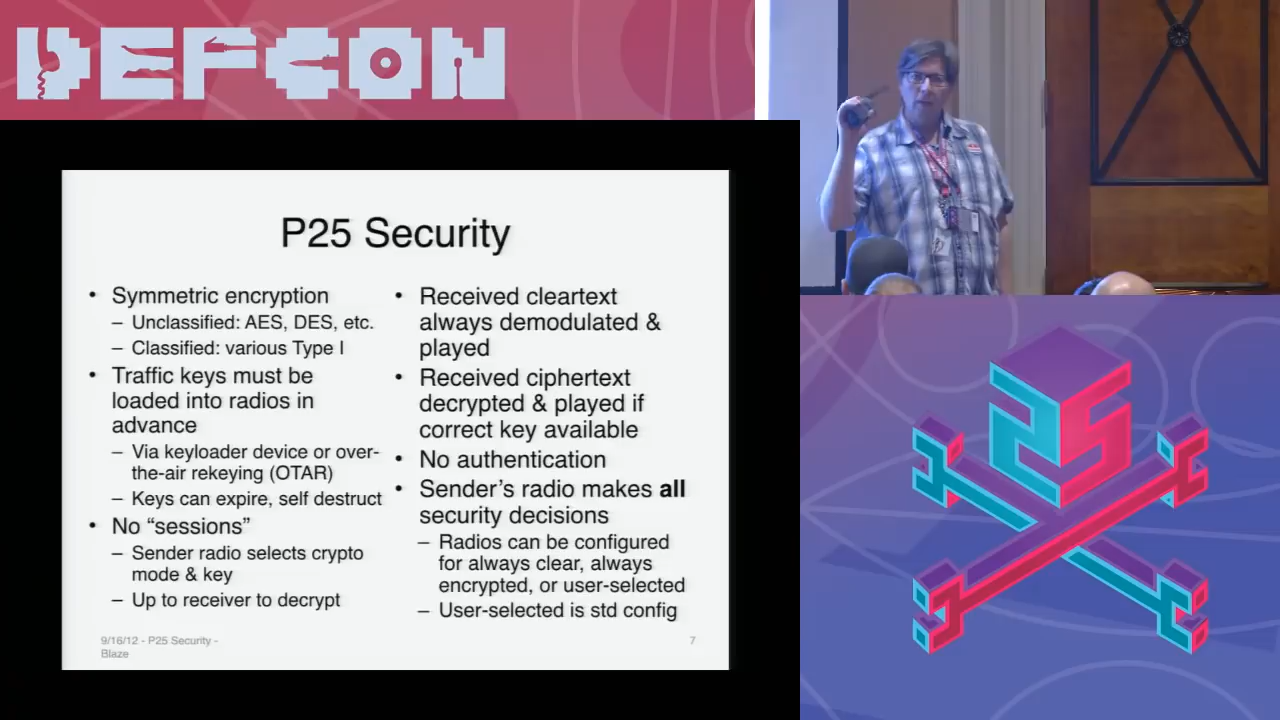 DEFCON
P25 Security
• Symmetric encryption
– Unclassified: AES, DES, etc.
– Classified: various Type I
• Traffic keys must be
loaded into radios in
advance
– Via keyloader device or over-
the-air rekeying (OTAR)
– Keys can expire, self destruct
• No “sessions”
– Sender radio selects crypto
mode & key
– Up to receiver to decrypt
• Received cleartext
always demodulated &
played
• Received ciphertext
decrypted & played if
correct key available
• No authentication
• Sender’s radio makes all
security decisions
– Radios can be configured
for always clear, always
encrypted, or user-selected
– User-selected is std config
9/16/12 - P25 Security -
Blaze
7
25